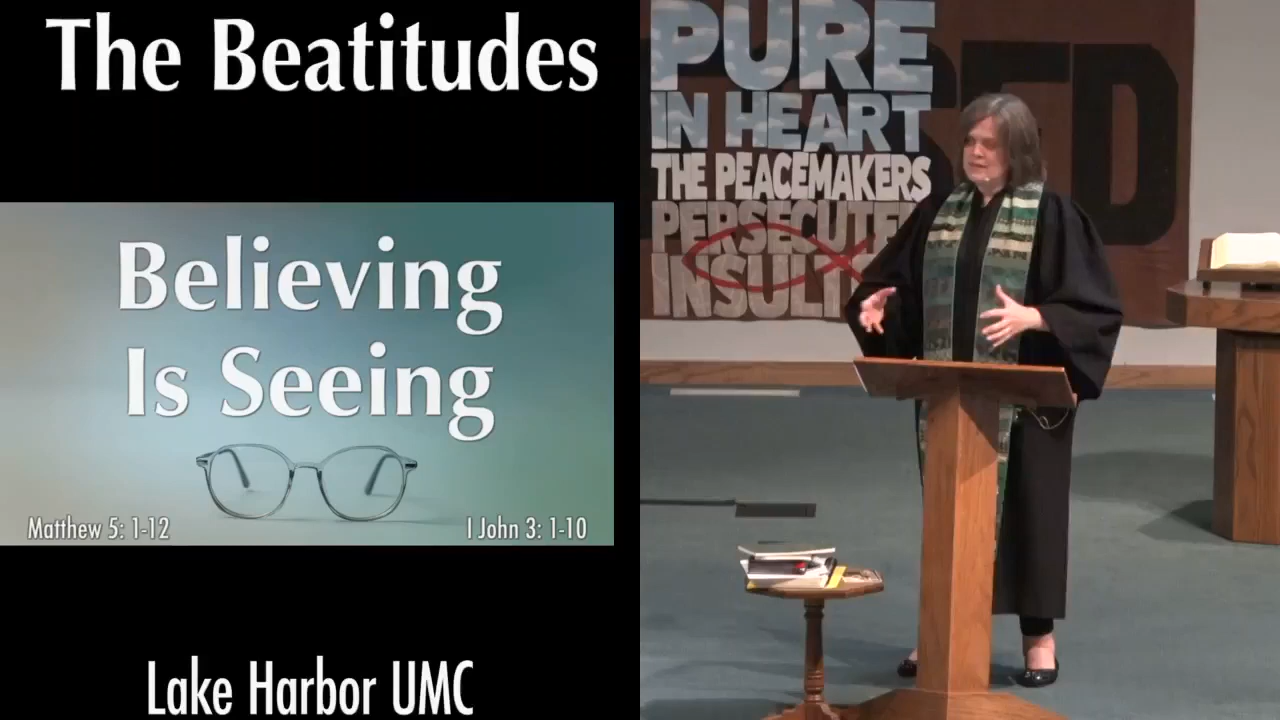 The Beatitudes
Believing
Is Seeing
Matthew 5: 1-12
I John 3: 1-10
Lake Harbor UMC
PURE
IN HEART
THE PEACEMAKERS